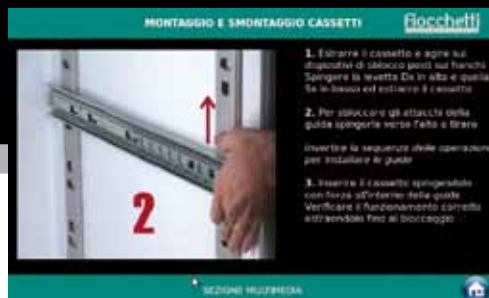 MONTAGGIO E SMONTAGGIO CASSETTI
fiocchetti
1. Estrarre il cassetto e agire sui
dispositivi di sblocco posti sui fianchi
Spingere la levetta Dx in alto e quella
Sx in basso ed estrarre il cassetto
2. Per sbloccare gli attacchi della
guida spingerla verso l'alto e tirare
Invertire la sequenza delle operazioni
per installare le guide
3. Inserire il cassetto spingendolo
con forza all'interno delle guide
Verificare il funzionamento corretto
estraendolo fino al bloccaggio
2
SEZIONE MULTIMEDIA